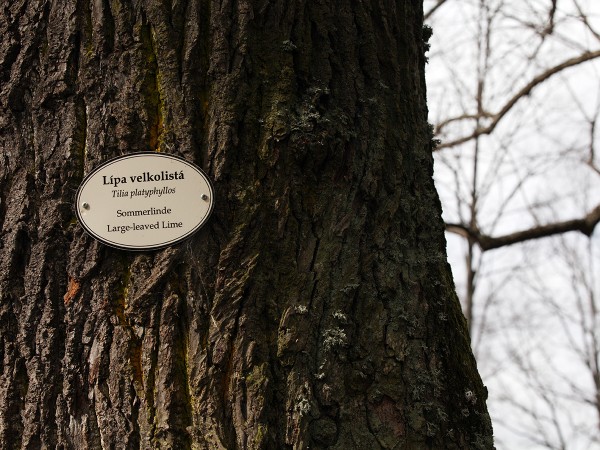 Lípa velkolistá
Tilia platyphyllos
Sommerlinde
Large-leaved Lime